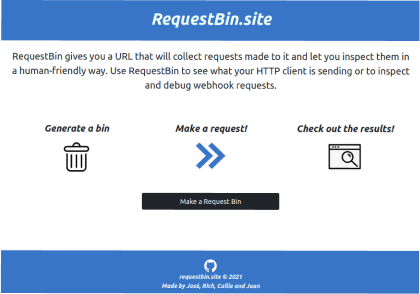 RequestBin.site
RequestBin gives you a URL that will collect requests made to it and let you inspect them in
a human-friendly way. Use RequestBin to see what your HTTP client is sending or to inspect
and debug webhook requests.
Generate a bin
Make a request!
Check out the results!
Make a Request Bin
requestbin.site © 2021
Made by José, Rich, Callie and Juan